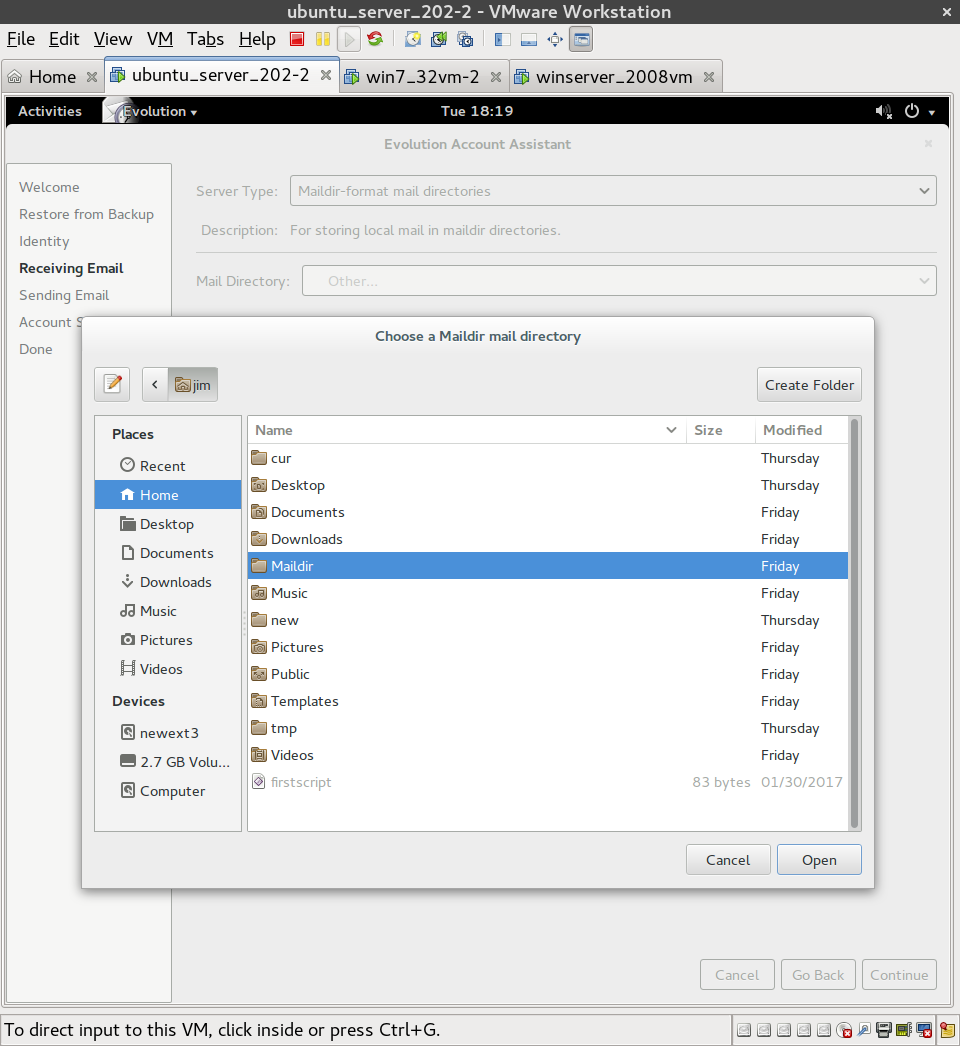 ubuntu_server_202-2 - VMware Workstation
File Edit View VM Tabs Help
Home ubuntu_server_202-2 win7_32vm-2 winserver_2008vm
Activities Evolution Tue 18:19
Evolution Account Assistant
Welcome
Restore from Backup
Identity
Receiving Email
Sending Email
Account S
Done
Server Type: Maildir-format mail directories
Description: For storing local mail in maildir directories.
Mail Directory: Other...
Choose a Maildir mail directory
jim Create Folder
Places
Recent
Home
Desktop
Documents
Downloads
Music
Pictures
Videos
Devices
newext3
2.7 GB Volu...
Computer
Name Size Modified
cur Thursday
Desktop Thursday
Documents Friday
Downloads Friday
Maildir Friday
Music Friday
new Thursday
Pictures Friday
Public Friday
Templates Friday
tmp Thursday
Videos Friday
firstscript 83 bytes 01/30/2017
Cancel Open
Cancel Go Back Continue
To direct input to this VM, click inside or press Ctrl+G.